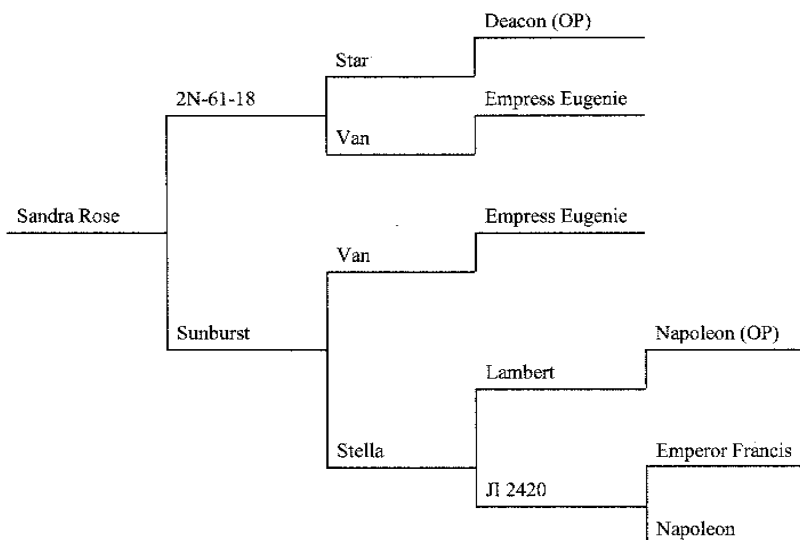 Deacon (OP)
Star
2N-61-18
Empress Eugenie
Van
Sandra Rose
Empress Eugenie
Van
Sunburst
Napoleon (OP)
Lambert
Stella
Emperor Francis
JI 2420
Napoleon